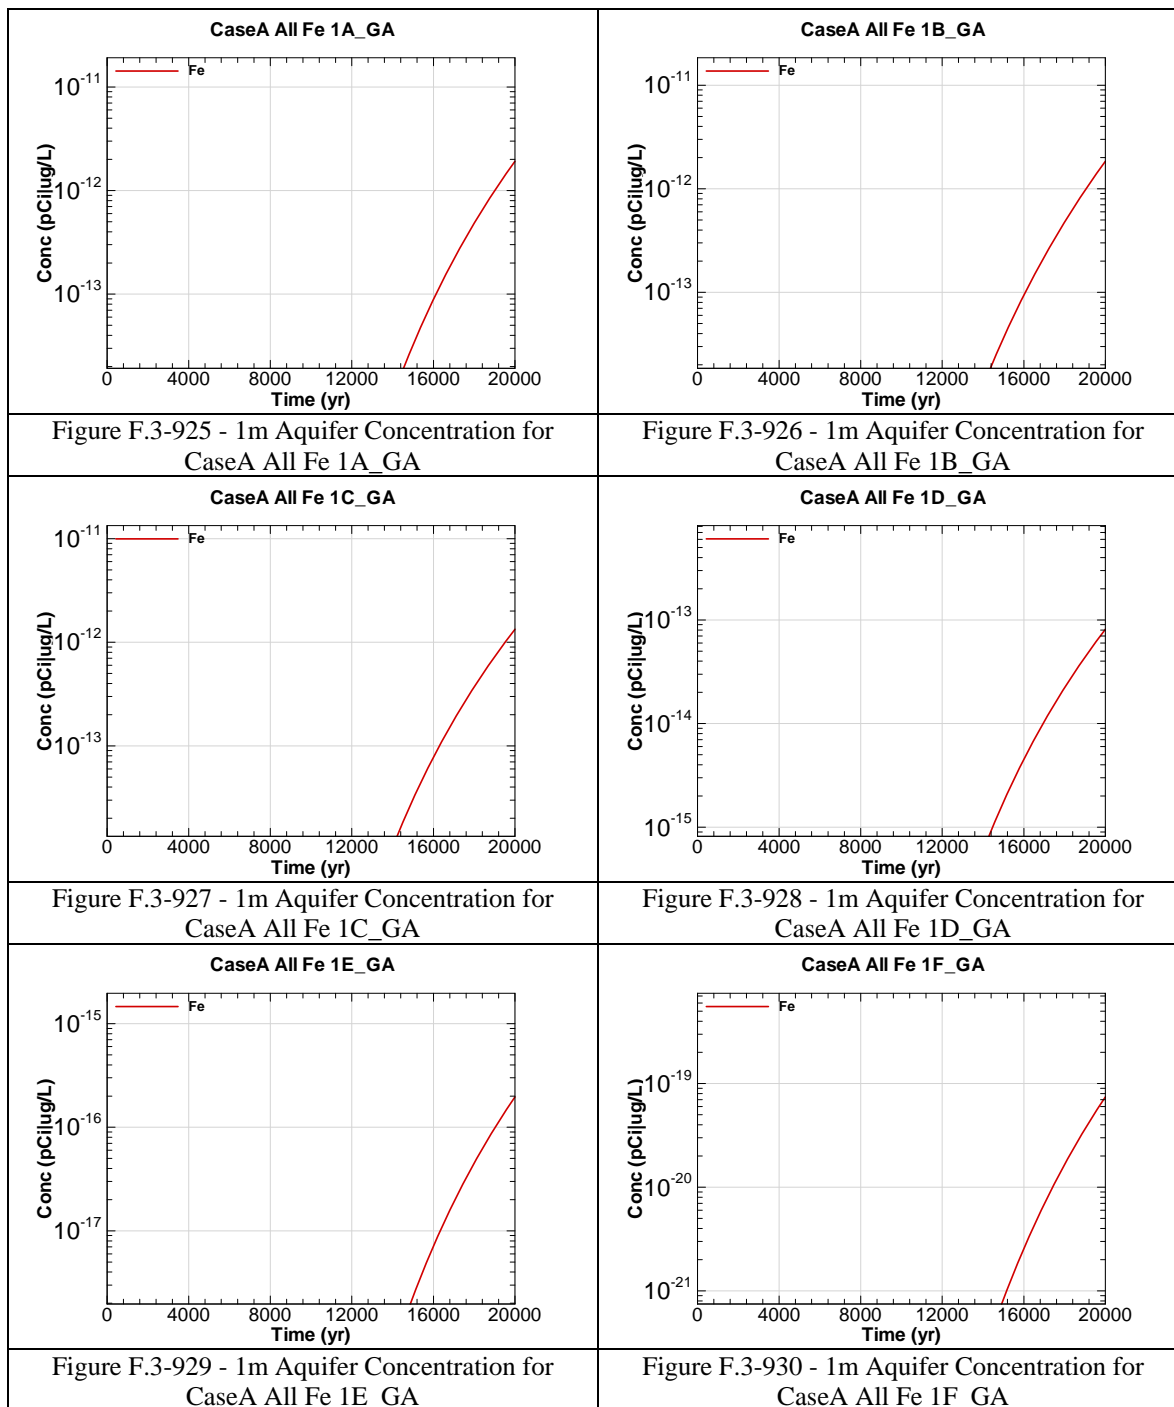 CaseA All Fe 1A_GA
Fe
10-11
10-12
10-13
Conc (pCi|ug/L)
0 4000 8000 12000 16000 20000
Time (yr)
Figure F.3-925 - 1m Aquifer Concentration for
CaseA All Fe 1A_GA
CaseA All Fe 1B_GA
Fe
10-11
10-12
10-13
Conc (pCi|ug/L)
0 4000 8000 12000 16000 20000
Time (yr)
Figure F.3-926 - 1m Aquifer Concentration for
CaseA All Fe 1B_GA
CaseA All Fe 1C_GA
Fe
10-11
10-12
10-13
Conc (pCi|ug/L)
0 4000 8000 12000 16000 20000
Time (yr)
Figure F.3-927 - 1m Aquifer Concentration for
CaseA All Fe 1C_GA
CaseA All Fe 1D_GA
Fe
10-13
10-14
10-15
Conc (pCi|ug/L)
0 4000 8000 12000 16000 20000
Time (yr)
Figure F.3-928 - 1m Aquifer Concentration for
CaseA All Fe 1D_GA
CaseA All Fe 1E_GA
Fe
10-15
10-16
10-17
Conc (pCi|ug/L)
0 4000 8000 12000 16000 20000
Time (yr)
Figure F.3-929 - 1m Aquifer Concentration for
CaseA All Fe 1E_GA
CaseA All Fe 1F_GA
Fe
10-19
10-20
10-21
Conc (pCi|ug/L)
0 4000 8000 12000 16000 20000
Time (yr)
Figure F.3-930 - 1m Aquifer Concentration for
CaseA All Fe 1F_GA